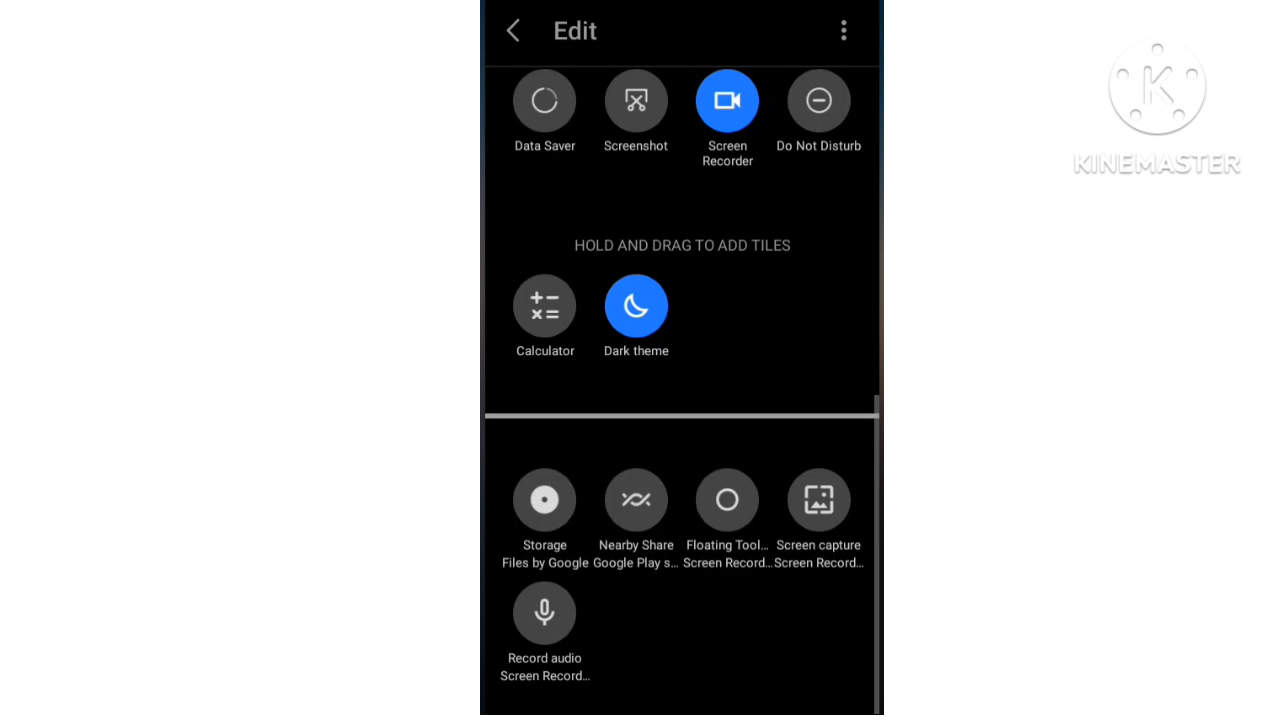 Edit
KINEMASTER
Data Saver
Screenshot
Screen
Recorder
Do Not Disturb
HOLD AND DRAG TO ADD TILES
Calculator
Dark theme
Storage
Files by Google
Nearby Share
Google Play s...
Floating Tool...
Screen Record...
Screen capture
Screen Record...
Record audio
Screen Record...